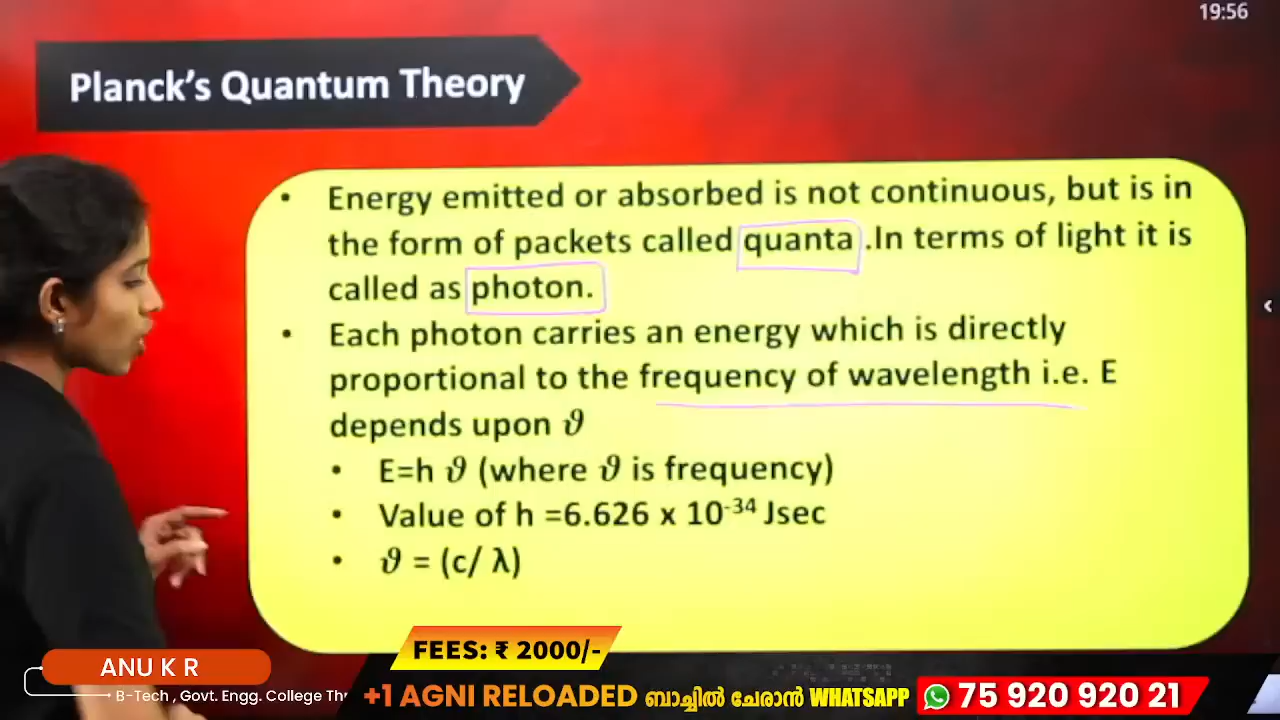 19:56
Planck's Quantum Theory
• Energy emitted or absorbed is not continuous, but is in
the form of packets called quanta .In terms of light it is
called as photon.
• Each photon carries an energy which is directly
proportional to the frequency of wavelength i.e. E
depends upon ϑ
• E=h ϑ (where ϑ is frequency)
• Value of h =6.626 x 10⁻³⁴ Jsec
• ϑ = (c/ λ)
FEES: ₹ 2000/-
ANU K R
B-Tech , Govt. Engg. College
+1 AGNI RELOADED ബാച്ചിൽ ചേരാൻ WHATSAPP 75 920 920 21